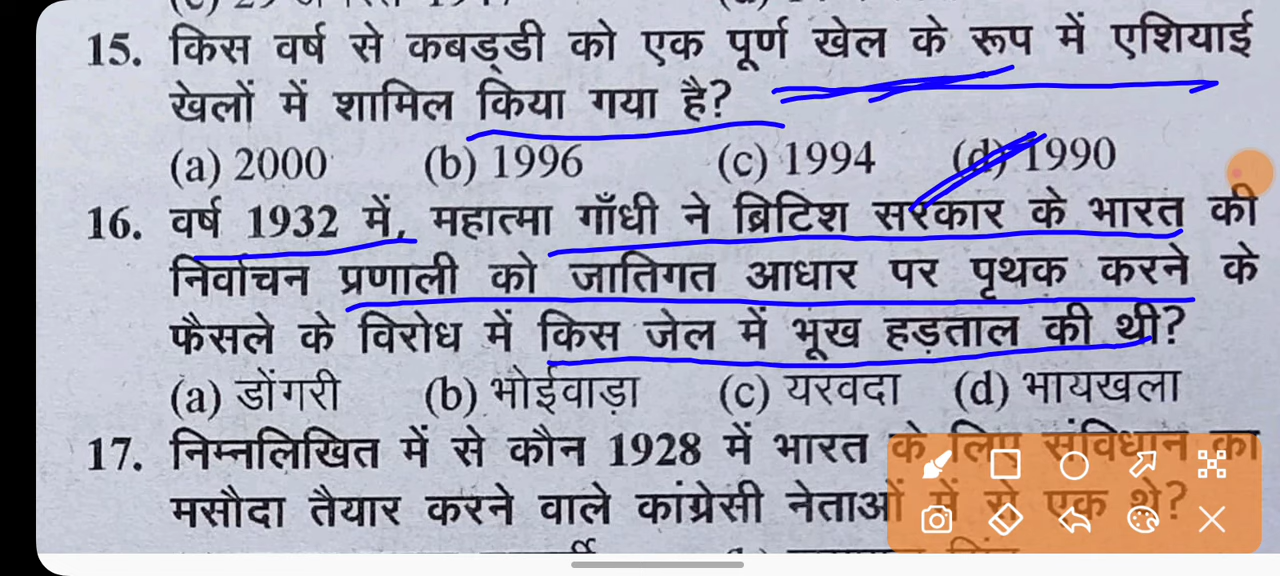 15. किस वर्ष से कबड्डी को एक पूर्ण खेल के रूप में एशियाई
खेलों में शामिल किया गया है?
(a) 2000 (b) 1996 (c) 1994 (d) 1990
16. वर्ष 1932 में, महात्मा गाँधी ने ब्रिटिश सरकार के भारत की
निर्वाचन प्रणाली को जातिगत आधार पर पृथक करने के
फैसले के विरोध में किस जेल में भूख हड़ताल की थी?
(a) डोंगरी (b) भोईवाड़ा (c) यरवदा (d) भायखला
17. निम्नलिखित में से कौन 1928 में भारत के लिए संविधान का
मसौदा तैयार करने वाले कांग्रेसी नेताओं में से एक थे?